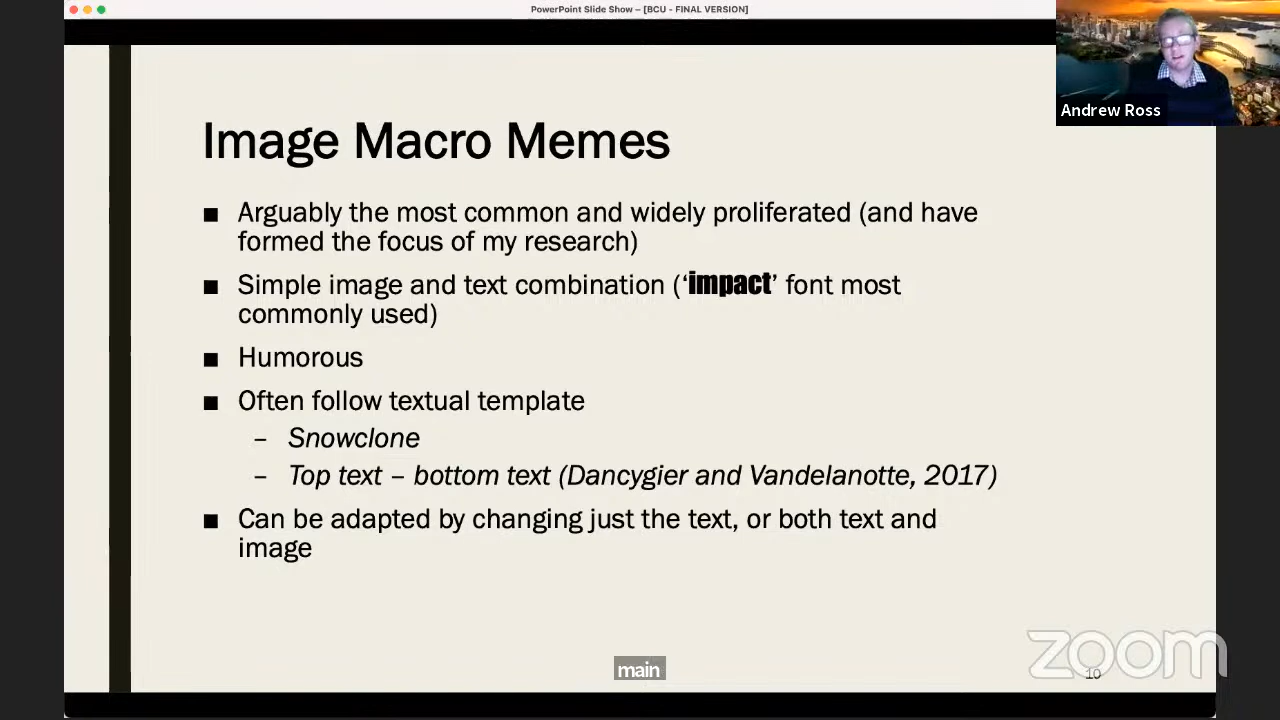 PowerPoint Slide Show – [BCU - FINAL VERSION]
Andrew Ross
Image Macro Memes
■ Arguably the most common and widely proliferated (and have
formed the focus of my research)
■ Simple image and text combination (‘impact’ font most
commonly used)
■ Humorous
■ Often follow textual template
– Snowclone
– Top text – bottom text (Dancygier and Vandelanotte, 2017)
■ Can be adapted by changing just the text, or both text and
image
main
zoom
10